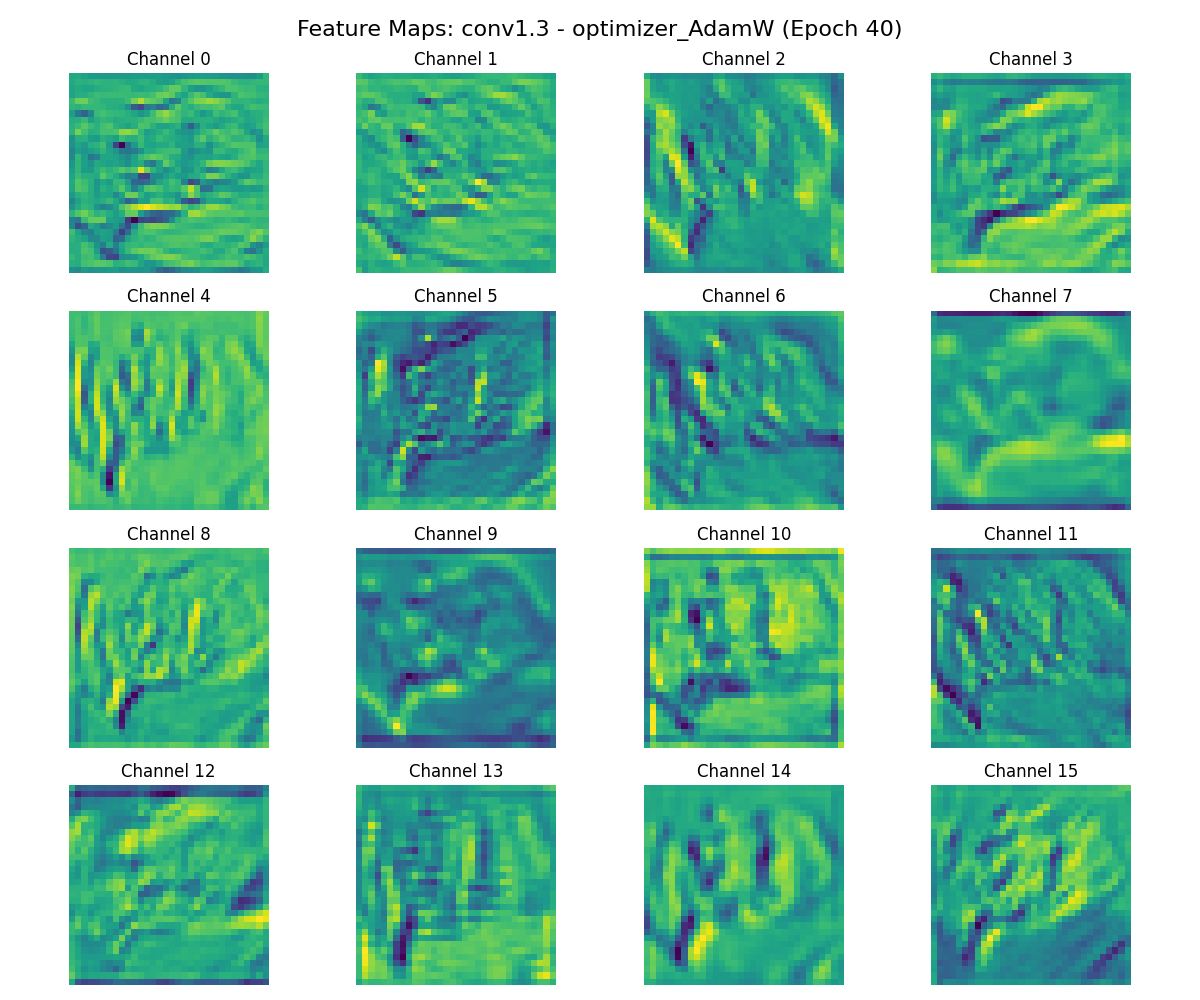 Feature Maps: conv1.3 - optimizer_AdamW (Epoch 40)
Channel 0
Channel 1
Channel 2
Channel 3
Channel 4
Channel 5
Channel 6
Channel 7
Channel 8
Channel 9
Channel 10
Channel 11
Channel 12
Channel 13
Channel 14
Channel 15